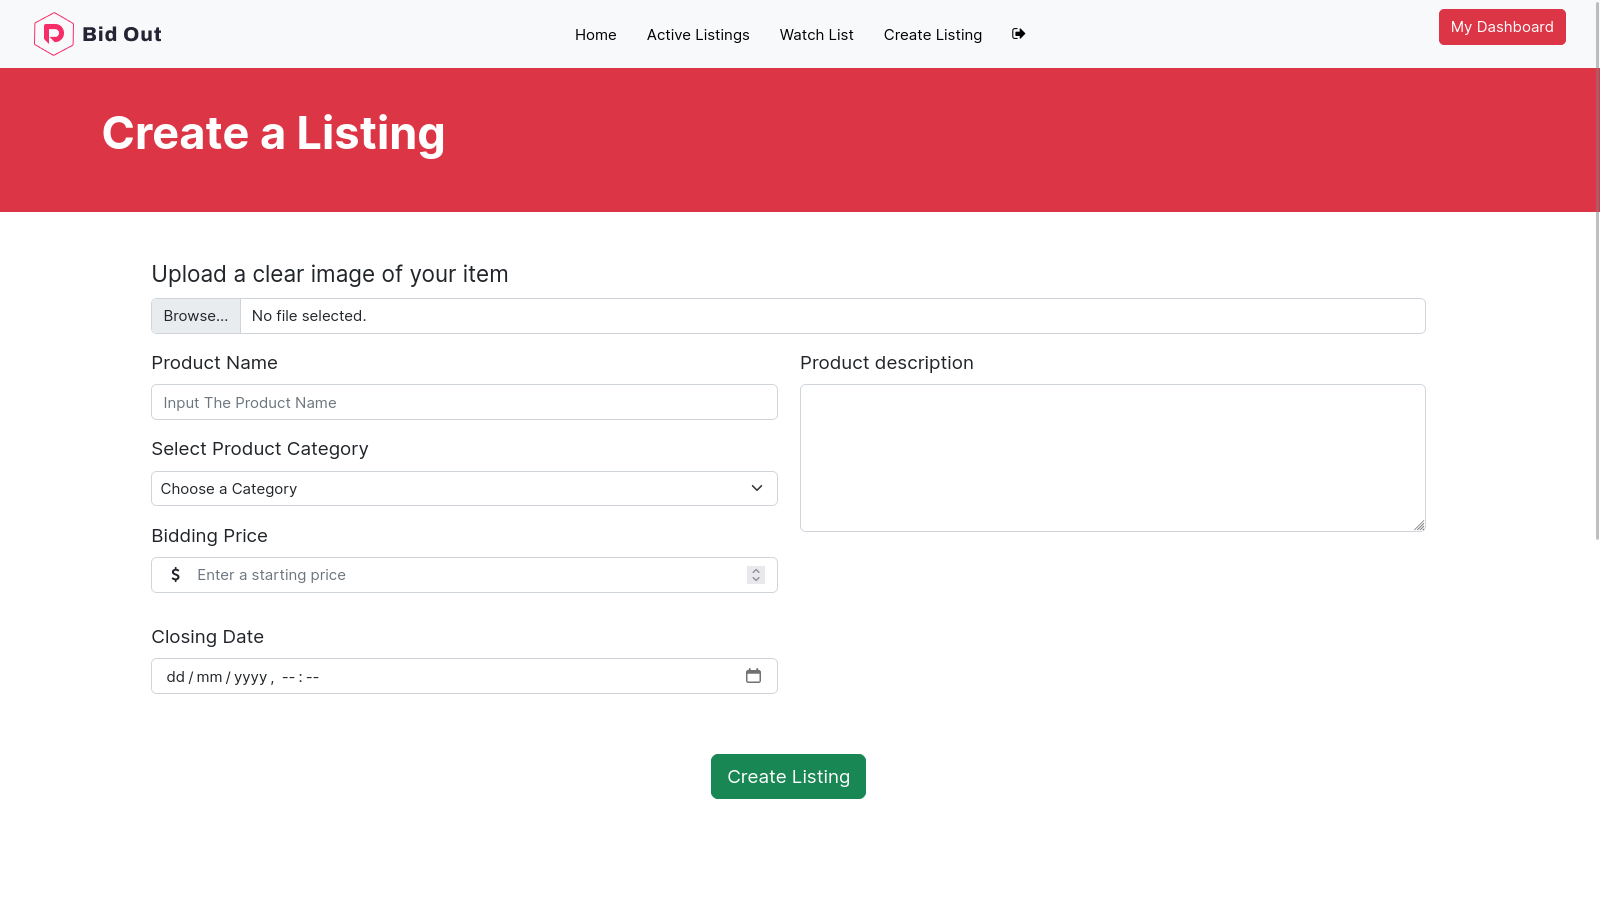 Bid Out
Home
Active Listings
Watch List
Create Listing
My Dashboard
Create a Listing
Upload a clear image of your item
Browse... No file selected.
Product Name
Input The Product Name
Product description
Select Product Category
Choose a Category
Bidding Price
$ Enter a starting price
Closing Date
dd / mm / yyyy , -- : --
Create Listing